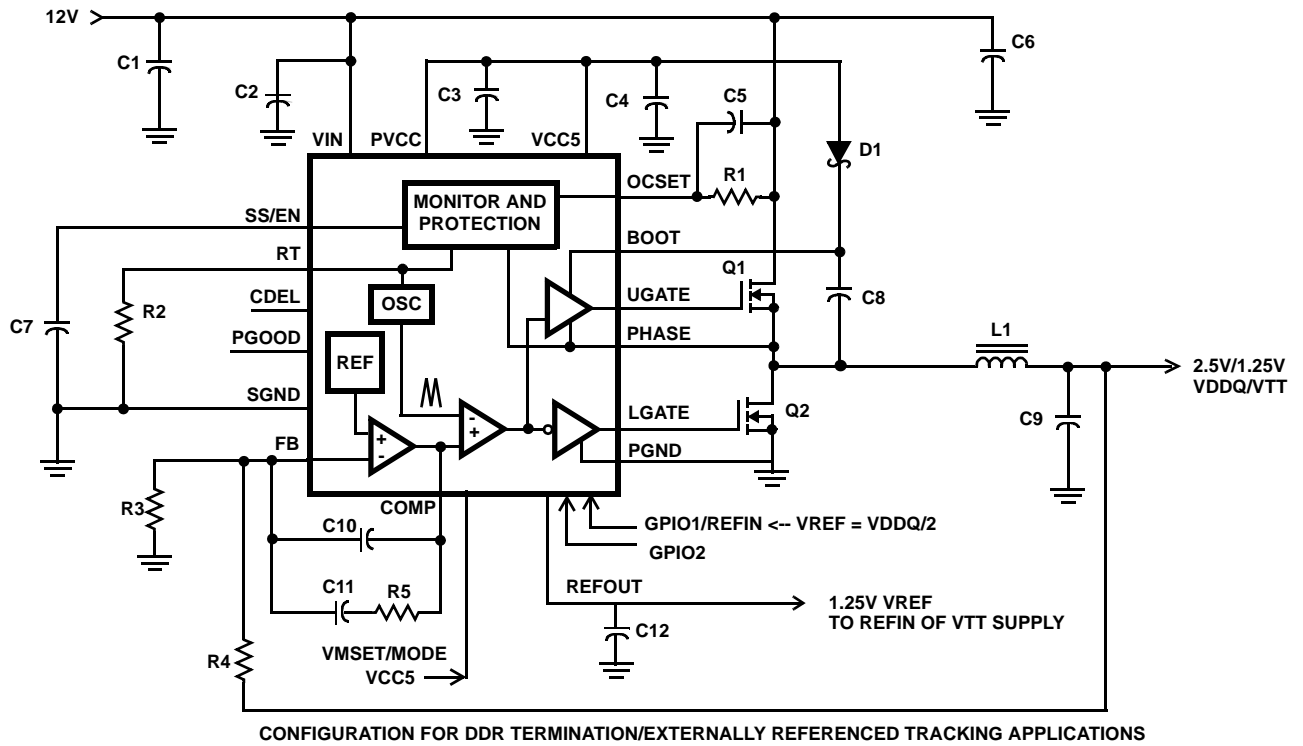 12V
C1
C2
C3
C4
C5
C6
VIN
PVCC
VCC5
D1
OCSET
R1
MONITOR AND
PROTECTION
SS/EN
BOOT
RT
Q1
C8
OSC
UGATE
CDEL
R2
C7
L1
PGOOD
PHASE
REF
2.5V/1.25V
VDDQ/VTT
SGND
LGATE
Q2
C9
-
+
FB
+
-
PGND
COMP
R3
C10
GPIO1/REFIN <-- VREF = VDDQ/2
GPIO2
C11
R5
REFOUT
1.25V VREF
TO REFIN OF VTT SUPPLY
C12
R4
VMSET/MODE
VCC5
CONFIGURATION FOR DDR TERMINATION/EXTERNALLY REFERENCED TRACKING APPLICATIONS